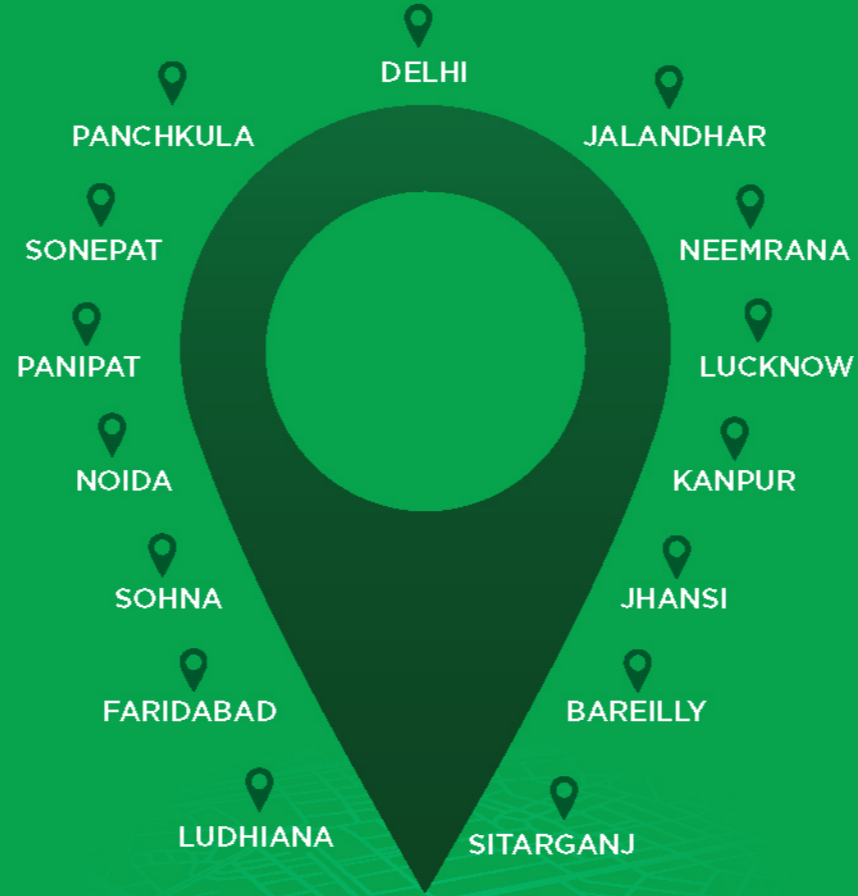 DELHI
PANCHKULA
JALANDHAR
SONEPAT
NEEMRANA
PANIPAT
LUCKNOW
NOIDA
KANPUR
SOHNA
JHANSI
FARIDABAD
BAREILLY
LUDHIANA
SITARGANJ